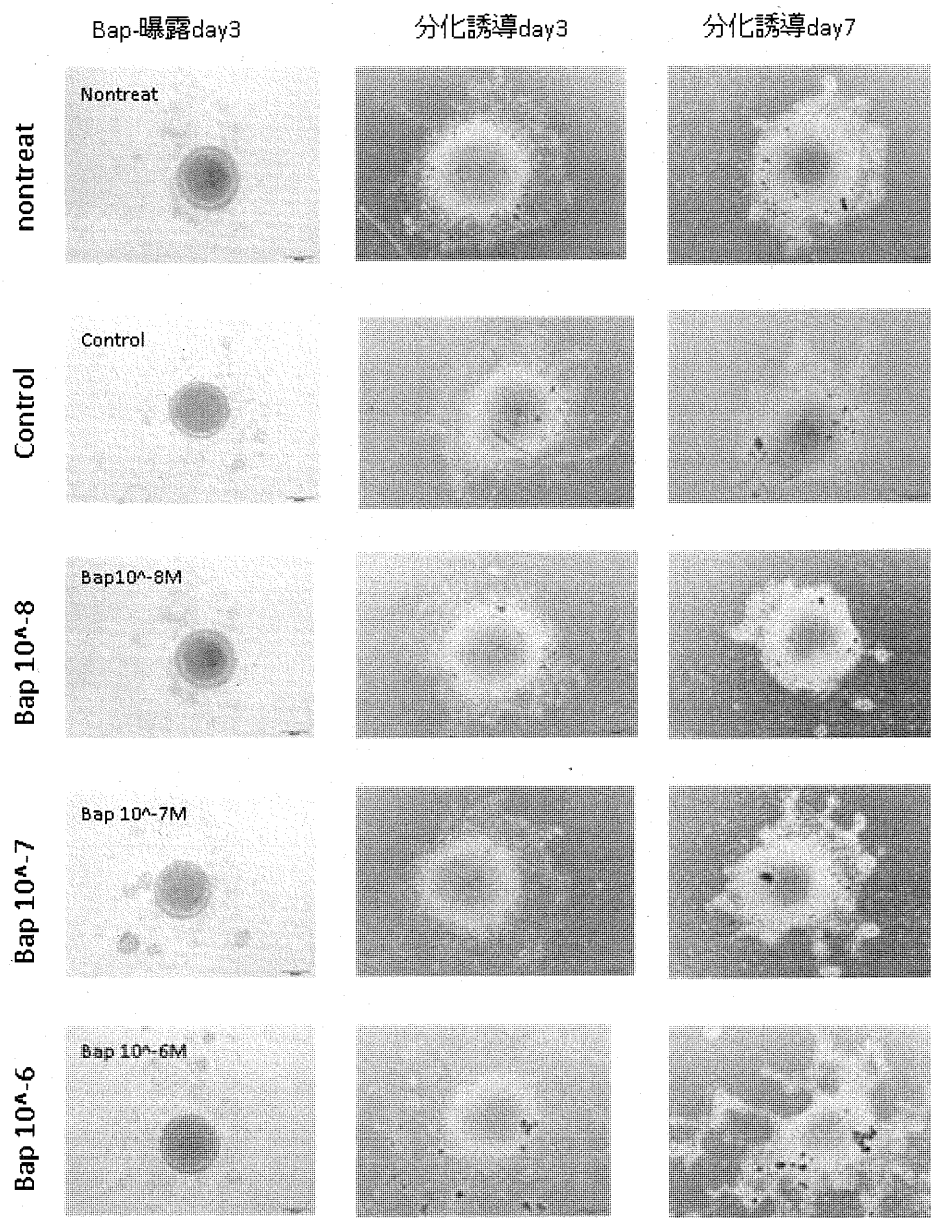 Bap-曝露day3 分化誘導day3 分化誘導day7
nontreat
Nontreat
Control
Control
Bap 10^-8
Bap10^-8M
Bap 10^-7
Bap 10^-7M
Bap 10^-6
Bap 10^-6M